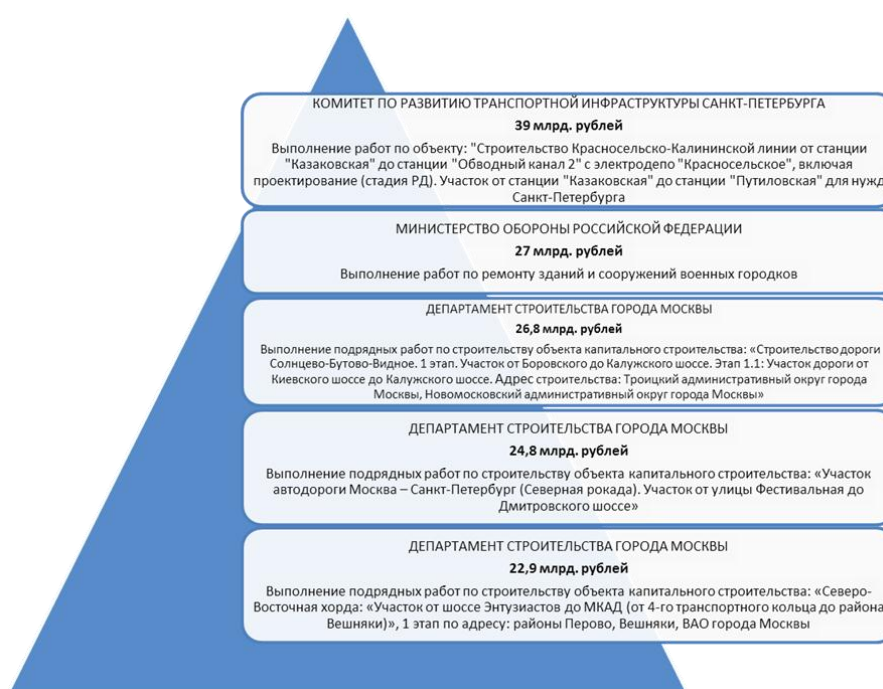 КОМИТЕТ ПО РАЗВИТИЮ ТРАНСПОРТНОЙ ИНФРАСТРУКТУРЫ САНКТ-ПЕТЕРБУРГА
39 млрд. рублей
Выполнение работ по объекту: "Строительство Красносельско-Калининской линии от станции
"Казаковская" до станции "Обводный канал 2" с электродепо "Красносельское", включая
проектирование (стадия РД). Участок от станции "Казаковская" до станции "Путиловская" для нужд
Санкт-Петербурга
МИНИСТЕРСТВО ОБОРОНЫ РОССИЙСКОЙ ФЕДЕРАЦИИ
27 млрд. рублей
Выполнение работ по ремонту зданий и сооружений военных городков
ДЕПАРТАМЕНТ СТРОИТЕЛЬСТВА ГОРОДА МОСКВЫ
26,8 млрд. рублей
Выполнение подрядных работ по строительству объекта капитального строительства: «Строительство дороги
Солнцево-Бутово-Видное. 1 этап. Участок от Боровского до Калужского шоссе. Этап 1.1: Участок дороги от
Киевского шоссе до Калужского шоссе. Адрес строительства: Троицкий административный округ города
Москвы, Новомосковский административный округ города Москвы»
ДЕПАРТАМЕНТ СТРОИТЕЛЬСТВА ГОРОДА МОСКВЫ
24,8 млрд. рублей
Выполнение подрядных работ по строительству объекта капитального строительства: «Участок
автодороги Москва – Санкт-Петербург (Северная рокада). Участок от улицы Фестивальная до
Дмитровского шоссе»
ДЕПАРТАМЕНТ СТРОИТЕЛЬСТВА ГОРОДА МОСКВЫ
22,9 млрд. рублей
Выполнение подрядных работ по строительству объекта капитального строительства: «Северо-
Восточная хорда: «Участок от шоссе Энтузиастов до МКАД (от 4-го транспортного кольца до района
Вешняки)», 1 этап по адресу: районы Перово, Вешняки, ВАО города Москвы